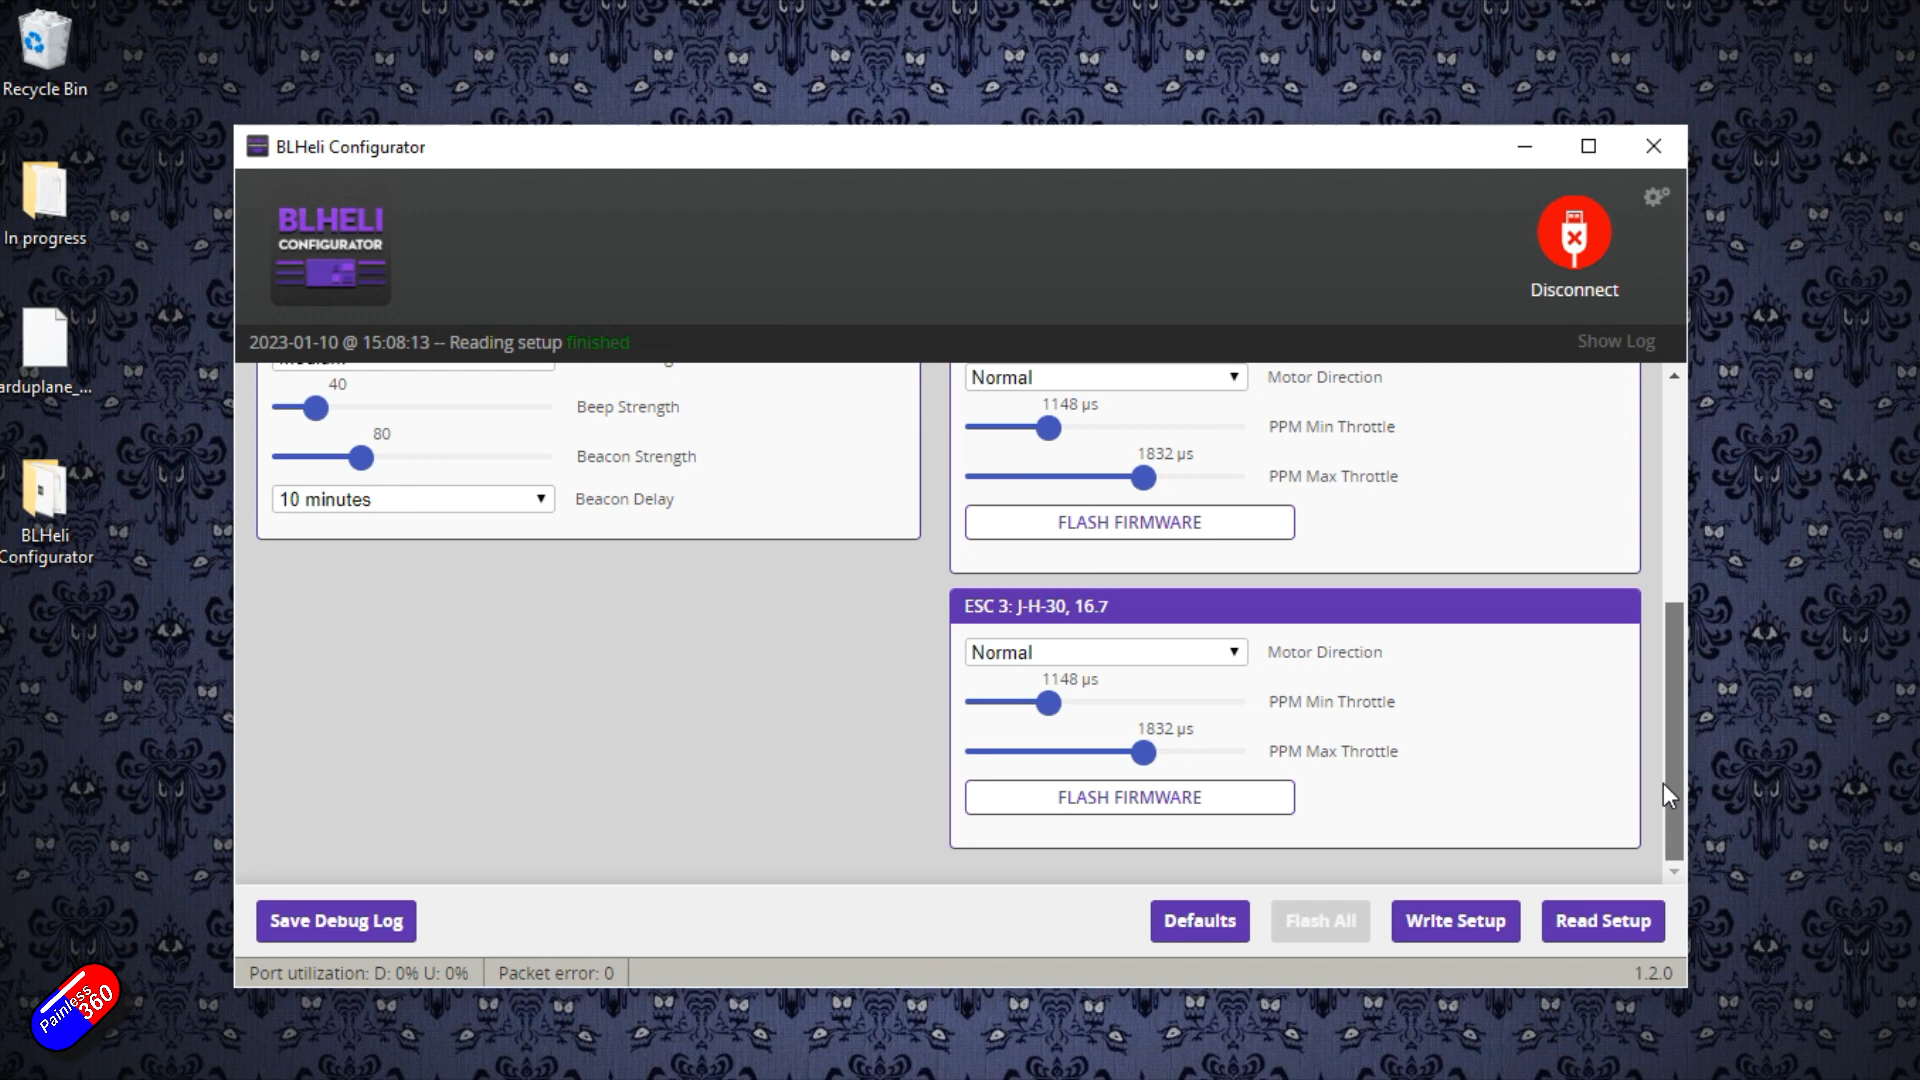 Recycle Bin
In progress
arduplane_...
BLHeli
Configurator
BLHeli Configurator
BLHELI
CONFIGURATOR
Disconnect
2023-01-10 @ 15:08:13 -- Reading setup finished
Show Log
40
Beep Strength
80
Beacon Strength
10 minutes
Beacon Delay
Normal
Motor Direction
1148 µs
PPM Min Throttle
1832 µs
PPM Max Throttle
FLASH FIRMWARE
ESC 3: J-H-30, 16.7
Normal
Motor Direction
1148 µs
PPM Min Throttle
1832 µs
PPM Max Throttle
FLASH FIRMWARE
Save Debug Log
Defaults
Flash All
Write Setup
Read Setup
Port utilization: D: 0% U: 0%
Packet error: 0
1.2.0
Painless
360